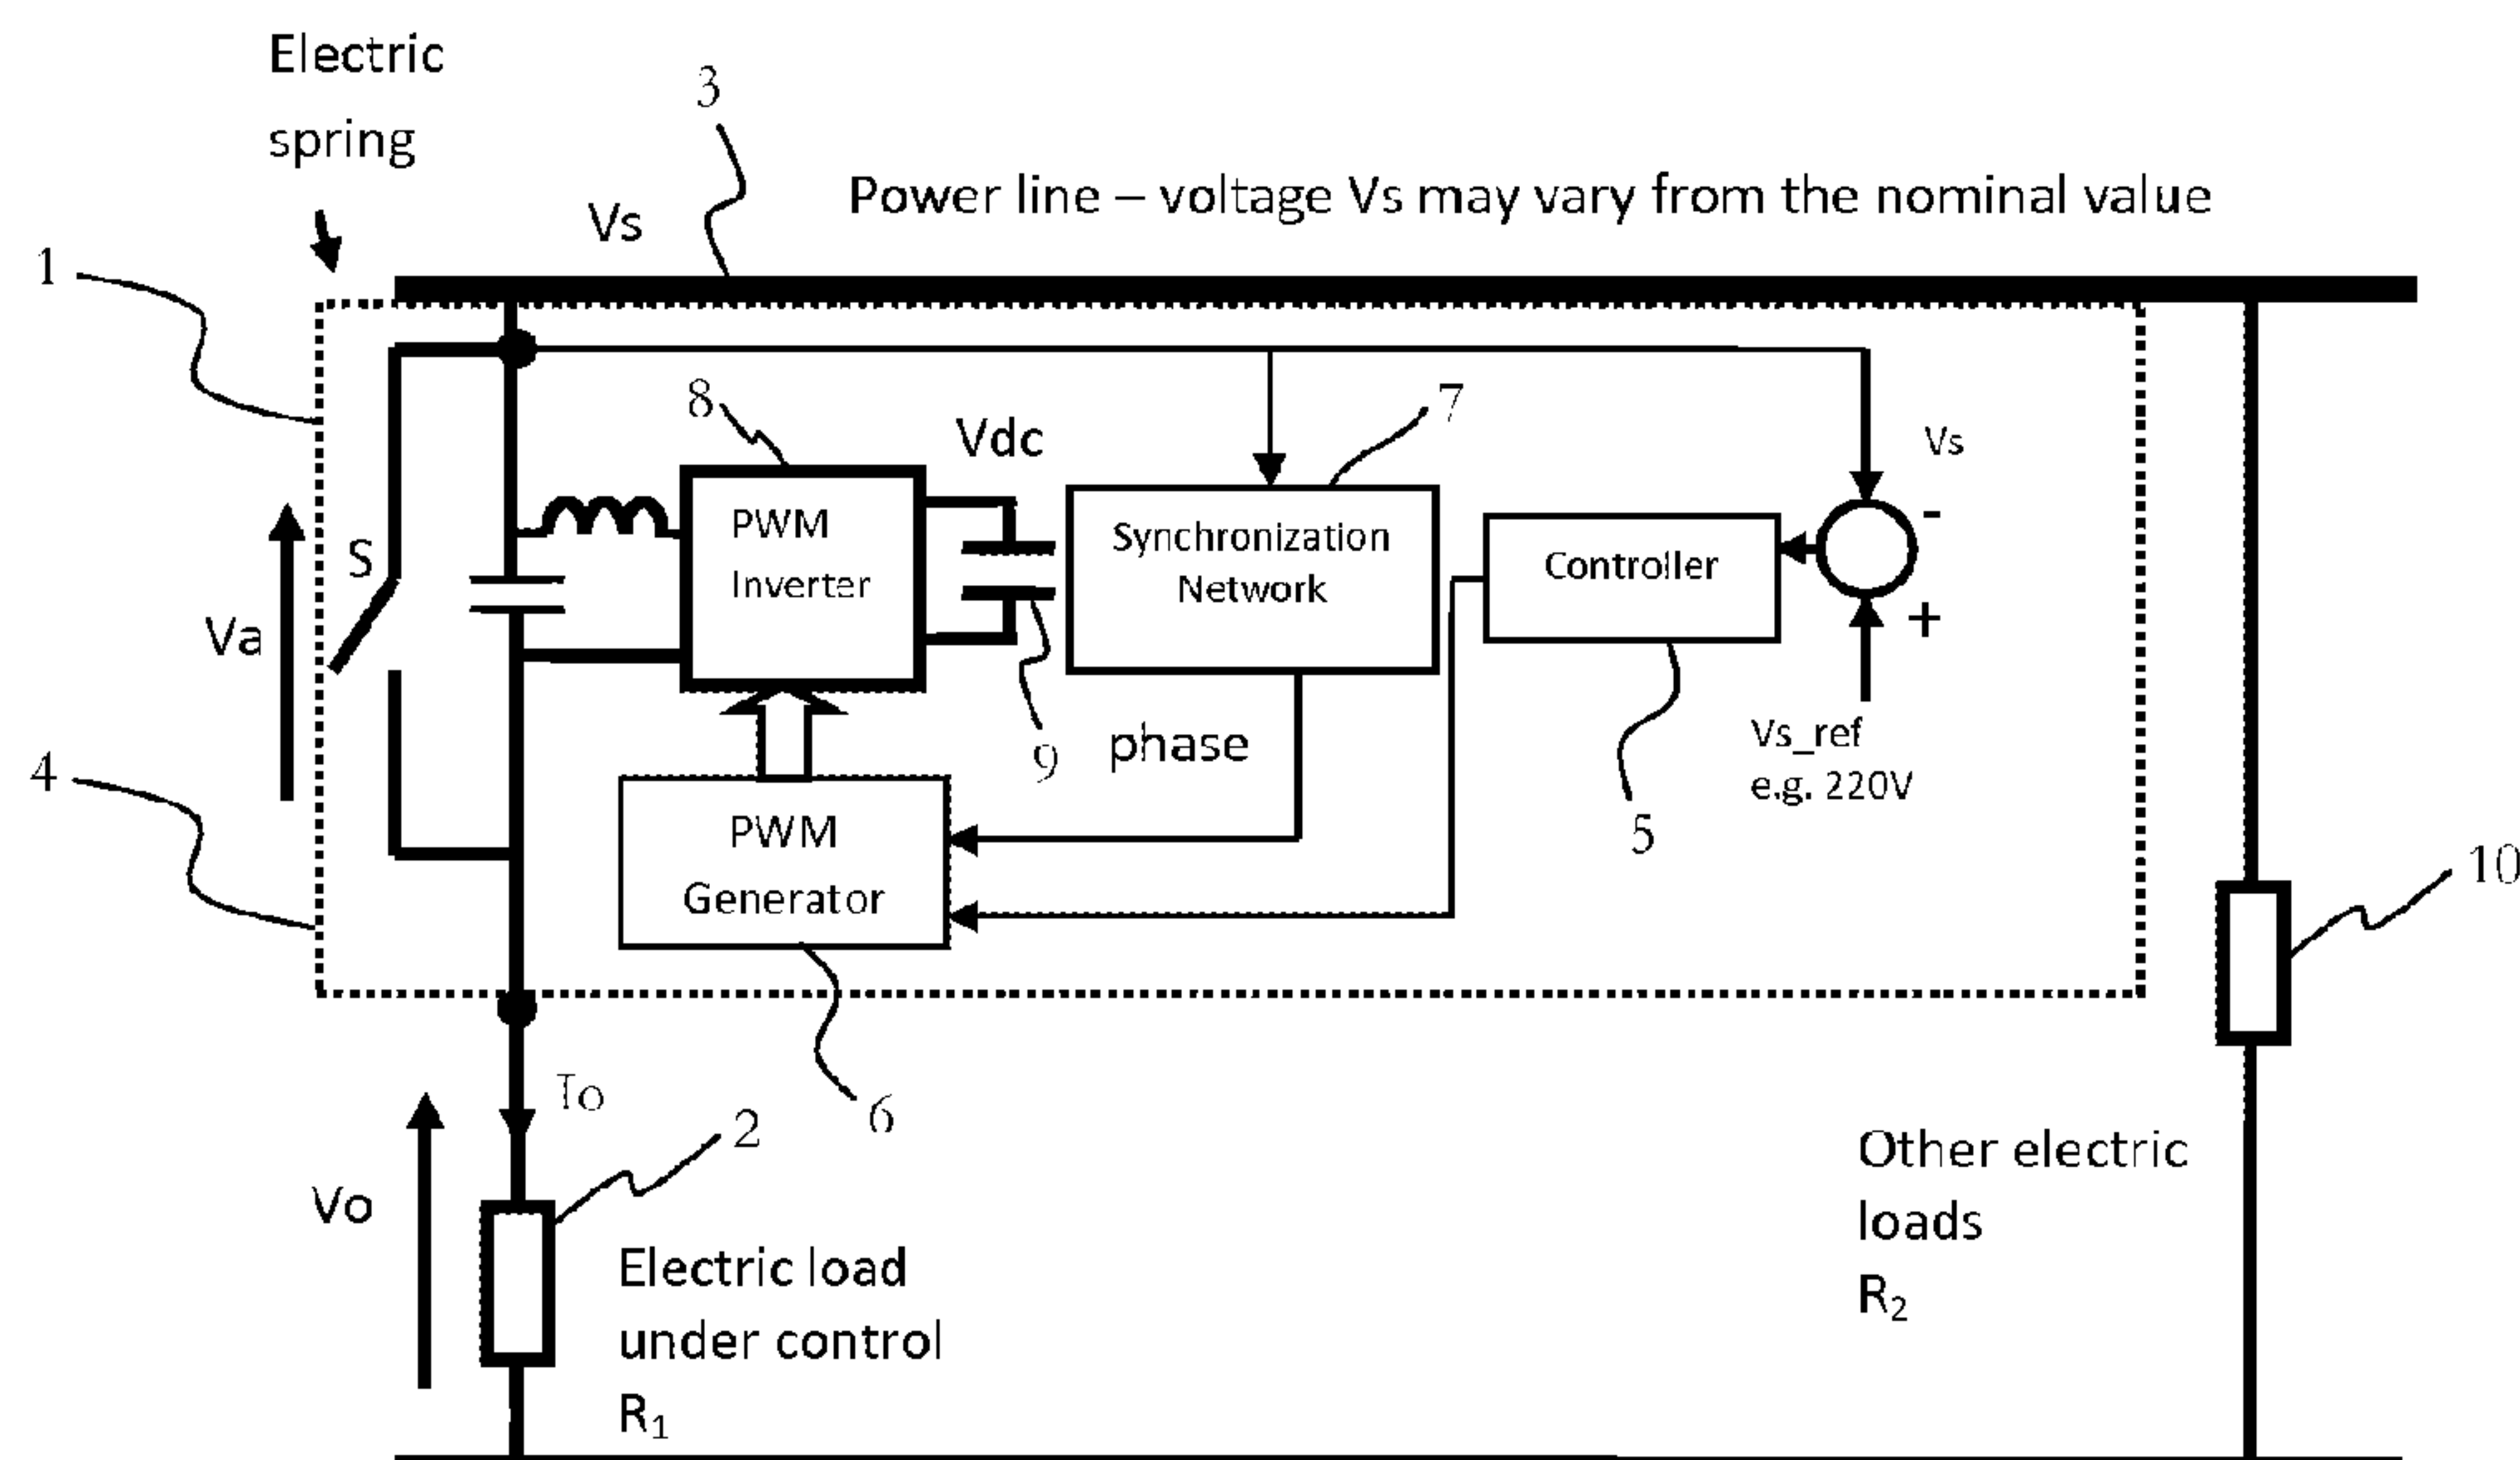 Electric
spring
3
Vs
Power line – voltage Vs may vary from the nominal value
1
8
Vdc
7
Vs
-
PWM
Inverter
Synchronization
Network
Controller
S
Va
+
9
phase
Vs_ref
e.g. 220V
4
5
PWM
Generator
10
To
2
6
Vo
Other electric
loads
R₂
Electric load
under control
R₁